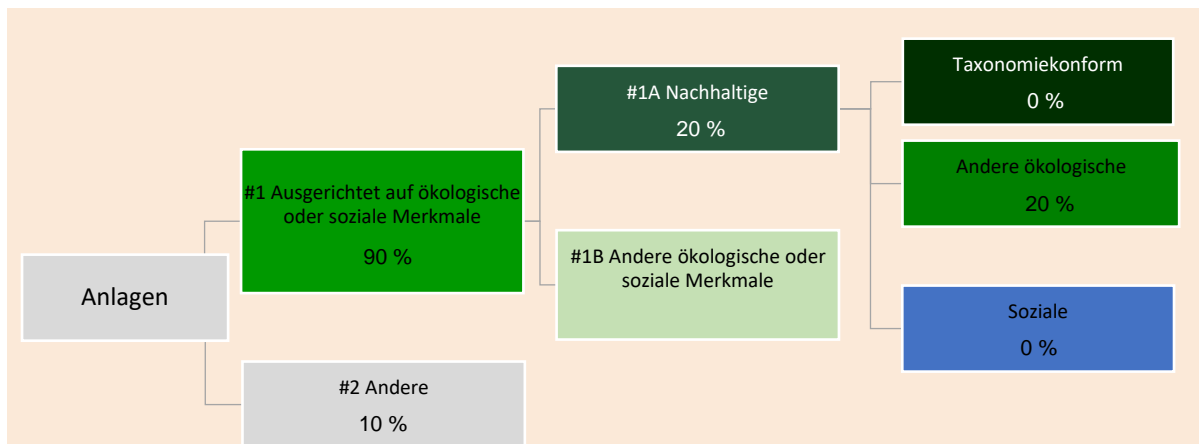 Anlagen
#1 Ausgerichtet auf ökologische
oder soziale Merkmale
90 %
#2 Andere
10 %
#1A Nachhaltige
20 %
#1B Andere ökologische oder
soziale Merkmale
Taxonomiekonform
0 %
Andere ökologische
20 %
Soziale
0 %